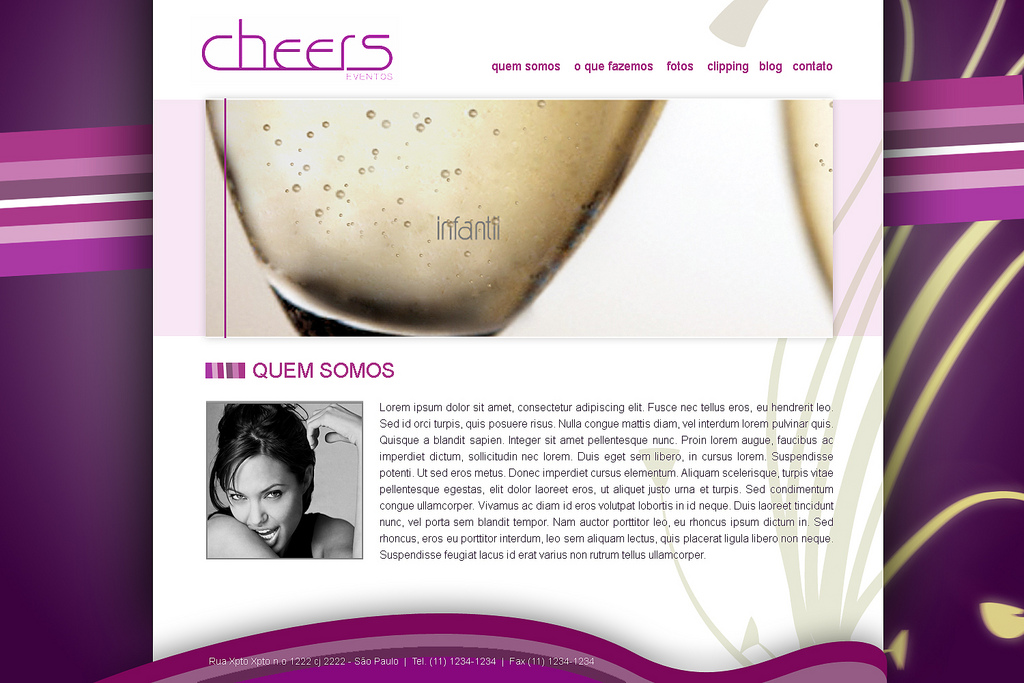 cheers
EVENTOS
quem somos o que fazemos fotos clipping blog contato
infantil
QUEM SOMOS
Lorem ipsum dolor sit amet, consectetur adipiscing elit. Fusce nec tellus eros, eu hendrerit leo.
Sed id orci turpis, quis posuere risus. Nulla congue mattis diam, vel interdum lorem pulvinar quis.
Quisque a blandit sapien. Integer sit amet pellentesque nunc. Proin lorem augue, faucibus ac
imperdiet dictum, sollicitudin nec lorem. Duis eget sem libero, in cursus lorem. Suspendisse
potenti. Ut sed eros metus. Donec imperdiet cursus elementum. Aliquam scelerisque, turpis vitae
pellentesque egestas, elit dolor laoreet eros, ut aliquet justo urna et turpis. Sed condimentum
congue ullamcorper. Vivamus ac diam id eros volutpat lobortis in id neque. Duis laoreet tincidunt
nunc, vel porta sem blandit tempor. Nam auctor porttitor leo, eu rhoncus ipsum dictum in. Sed
rhoncus, eros eu porttitor interdum, leo sem aliquam lectus, quis placerat ligula libero non neque.
Suspendisse feugiat lacus id erat varius non rutrum tellus ullamcorper.
Rua Xpto Xpto n.o 1222 cj 2222 - São Paulo | Tel. (11) 1234-1234 | Fax (11) 1234-1234